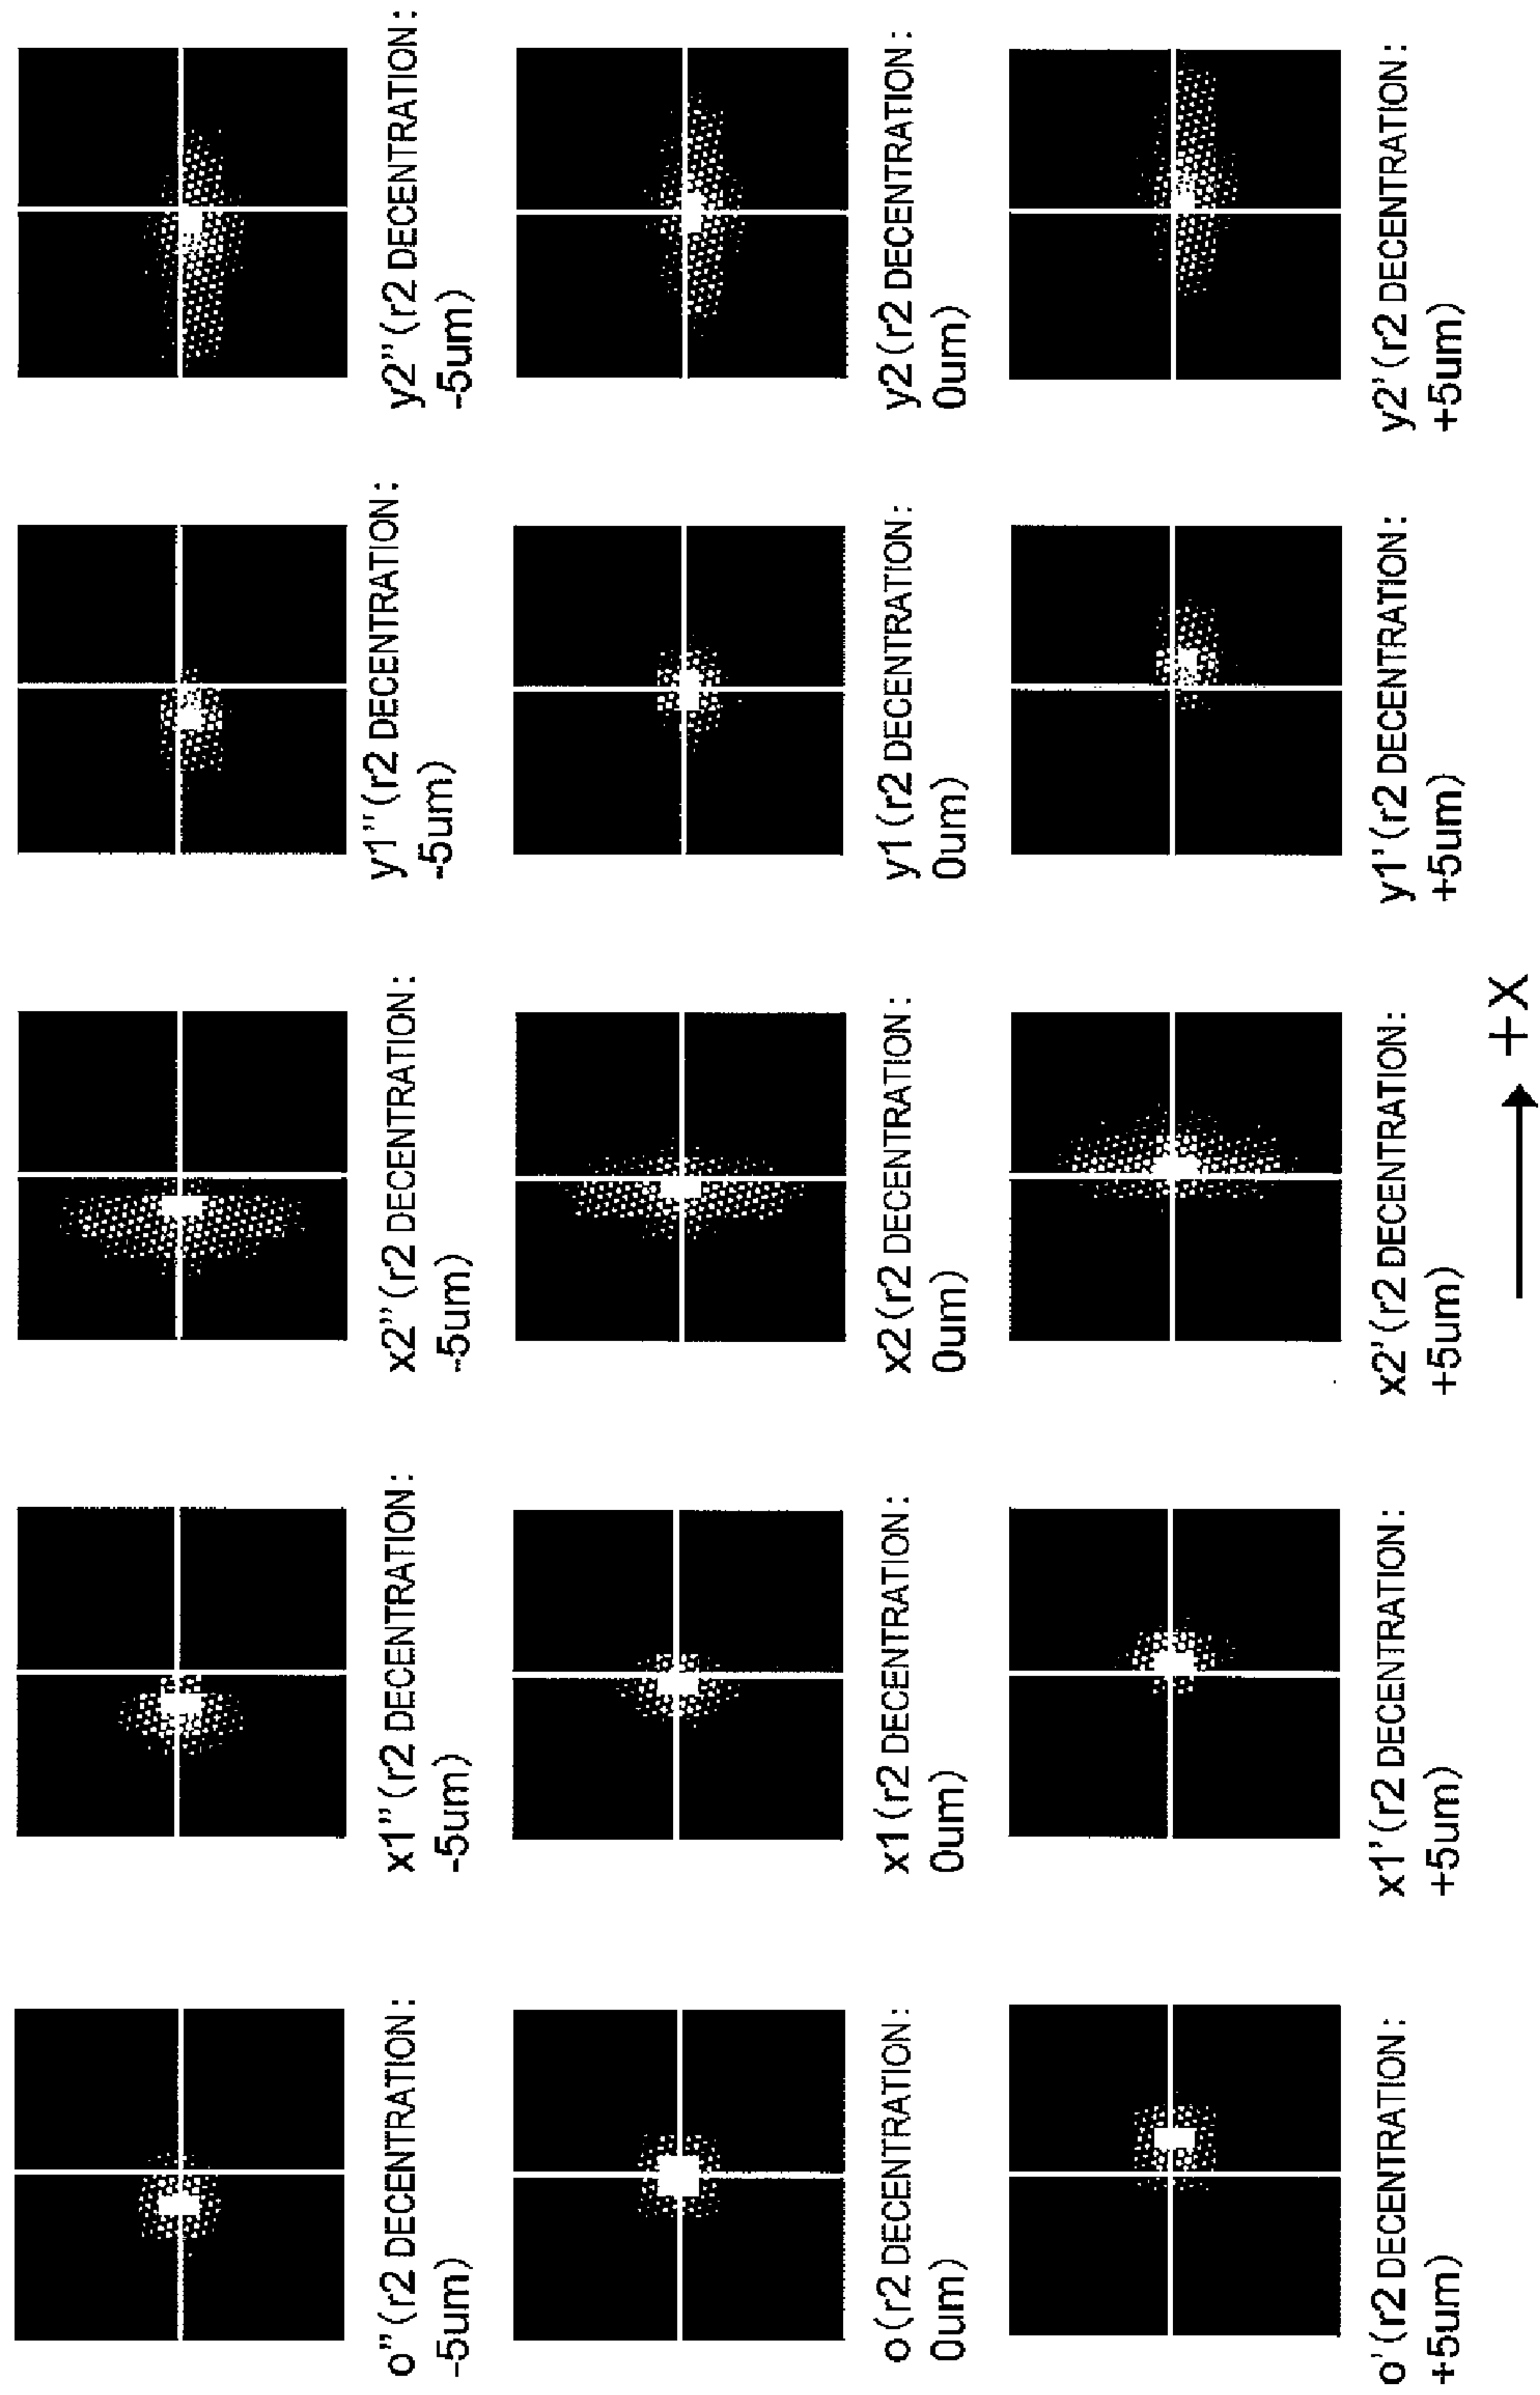 o"(r2 DECENTRATION:
-5um)
x1"(r2 DECENTRATION:
-5um)
x2"(r2 DECENTRATION:
-5um)
y1"(r2 DECENTRATION:
-5um)
y2"(r2 DECENTRATION:
-5um)
o(r2 DECENTRATION:
0um)
x1(r2 DECENTRATION:
0um)
x2(r2 DECENTRATION:
0um)
y1(r2 DECENTRATION:
0um)
y2(r2 DECENTRATION:
0um)
o'(r2 DECENTRATION:
+5um)
x1'(r2 DECENTRATION:
+5um)
x2'(r2 DECENTRATION:
+5um)
y1'(r2 DECENTRATION:
+5um)
y2'(r2 DECENTRATION:
+5um)
+X